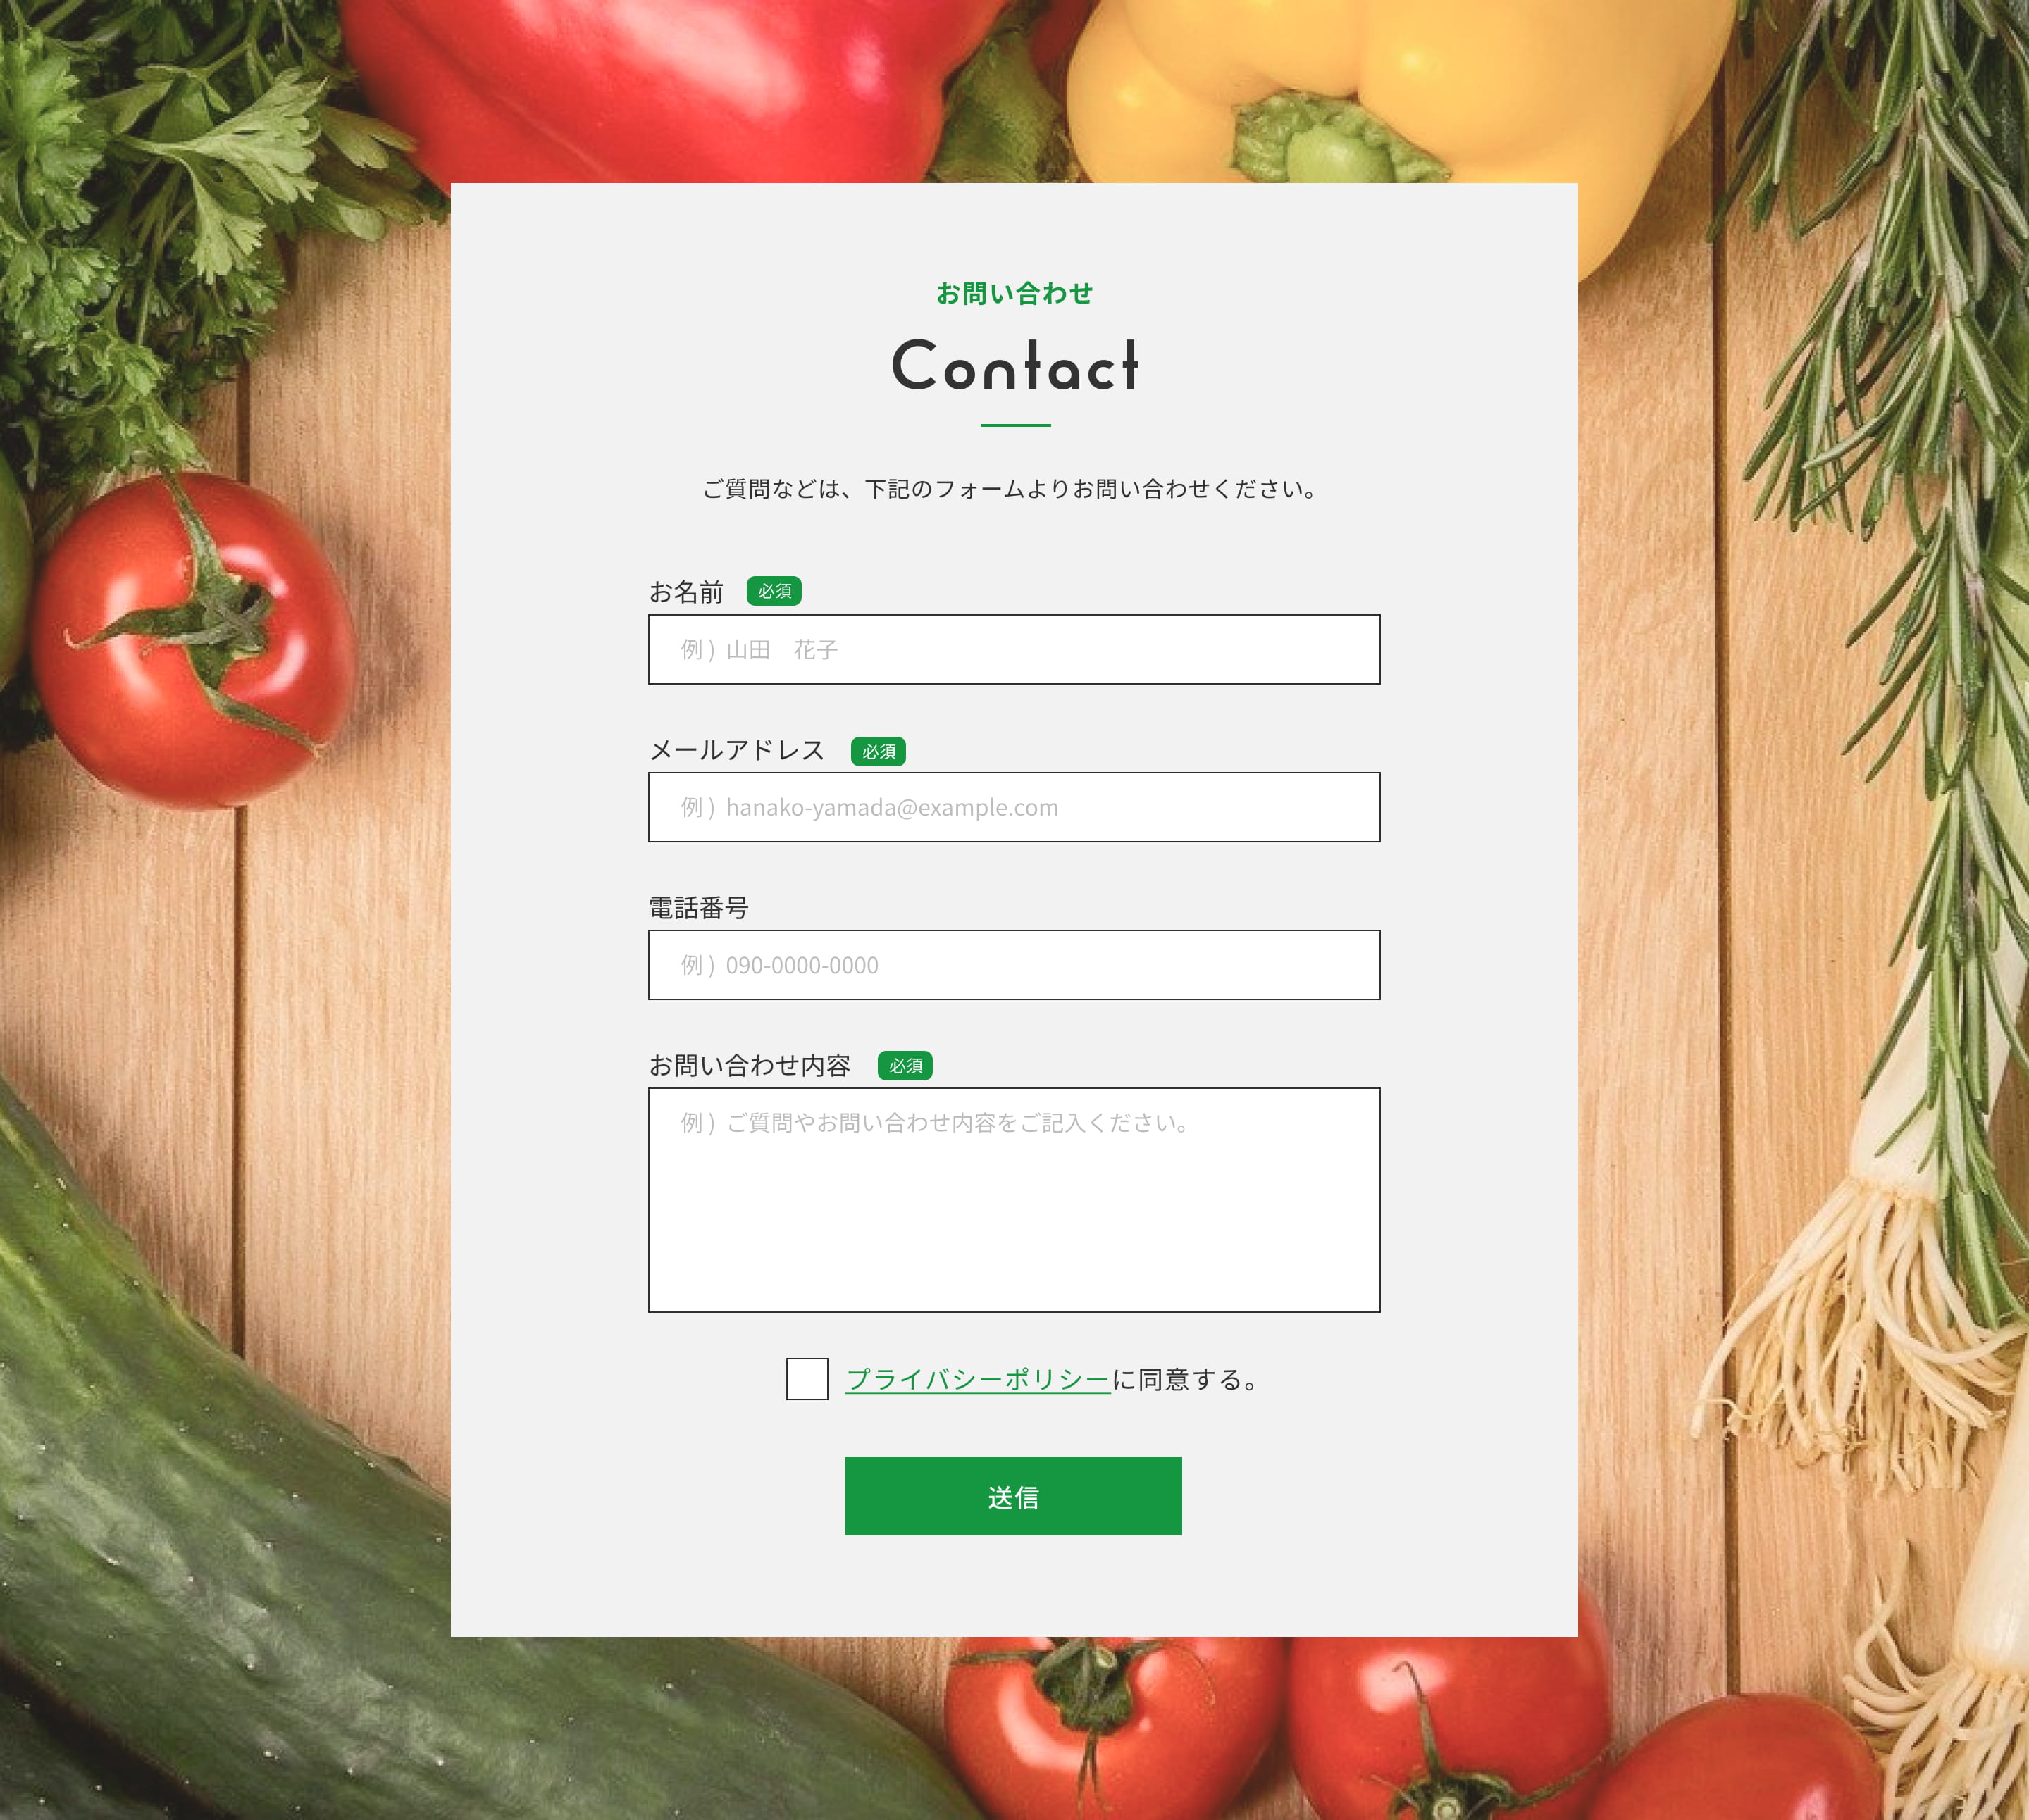 お問い合わせ
Contact
ご質問などは、下記のフォームよりお問い合わせください。
お名前 必須
例 ) 山田　花子
メールアドレス 必須
例 ) hanako-yamada@example.com
電話番号
例 ) 090-0000-0000
お問い合わせ内容 必須
例 ) ご質問やお問い合わせ内容をご記入ください。
プライバシーポリシーに同意する。
送信